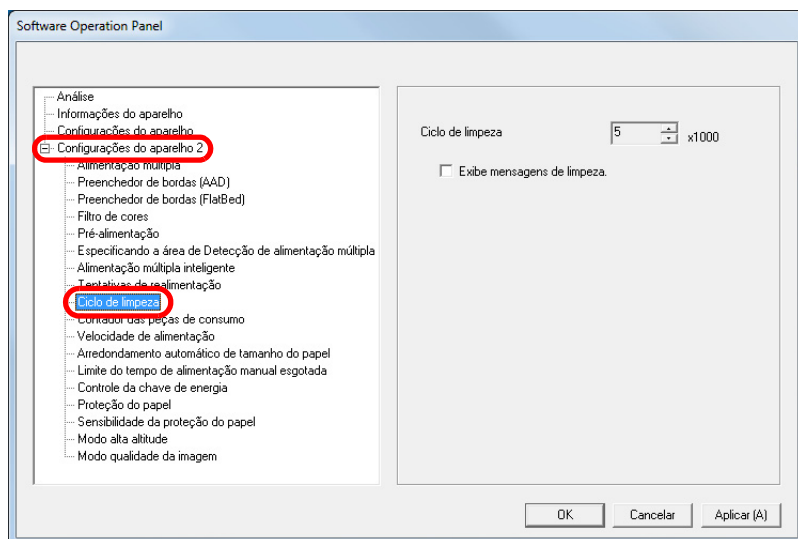 Software Operation Panel
Análise
Informações do aparelho
Configurações do aparelho
Configurações do aparelho 2
Alimentação múltipla
Preenchedor de bordas (AAD)
Preenchedor de bordas (FlatBed)
Filtro de cores
Pré-alimentação
Especificando a área de Detecção de alimentação múltipla
Alimentação múltipla inteligente
Tentativas de realimentação
Ciclo de limpeza
Contador das peças de consumo
Velocidade de alimentação
Arredondamento automático de tamanho do papel
Limite do tempo de alimentação manual esgotada
Controle da chave de energia
Proteção do papel
Sensibilidade da proteção do papel
Modo alta altitude
Modo qualidade da imagem
Ciclo de limpeza 5 x1000
Exibe mensagens de limpeza.
OK Cancelar Aplicar (A)